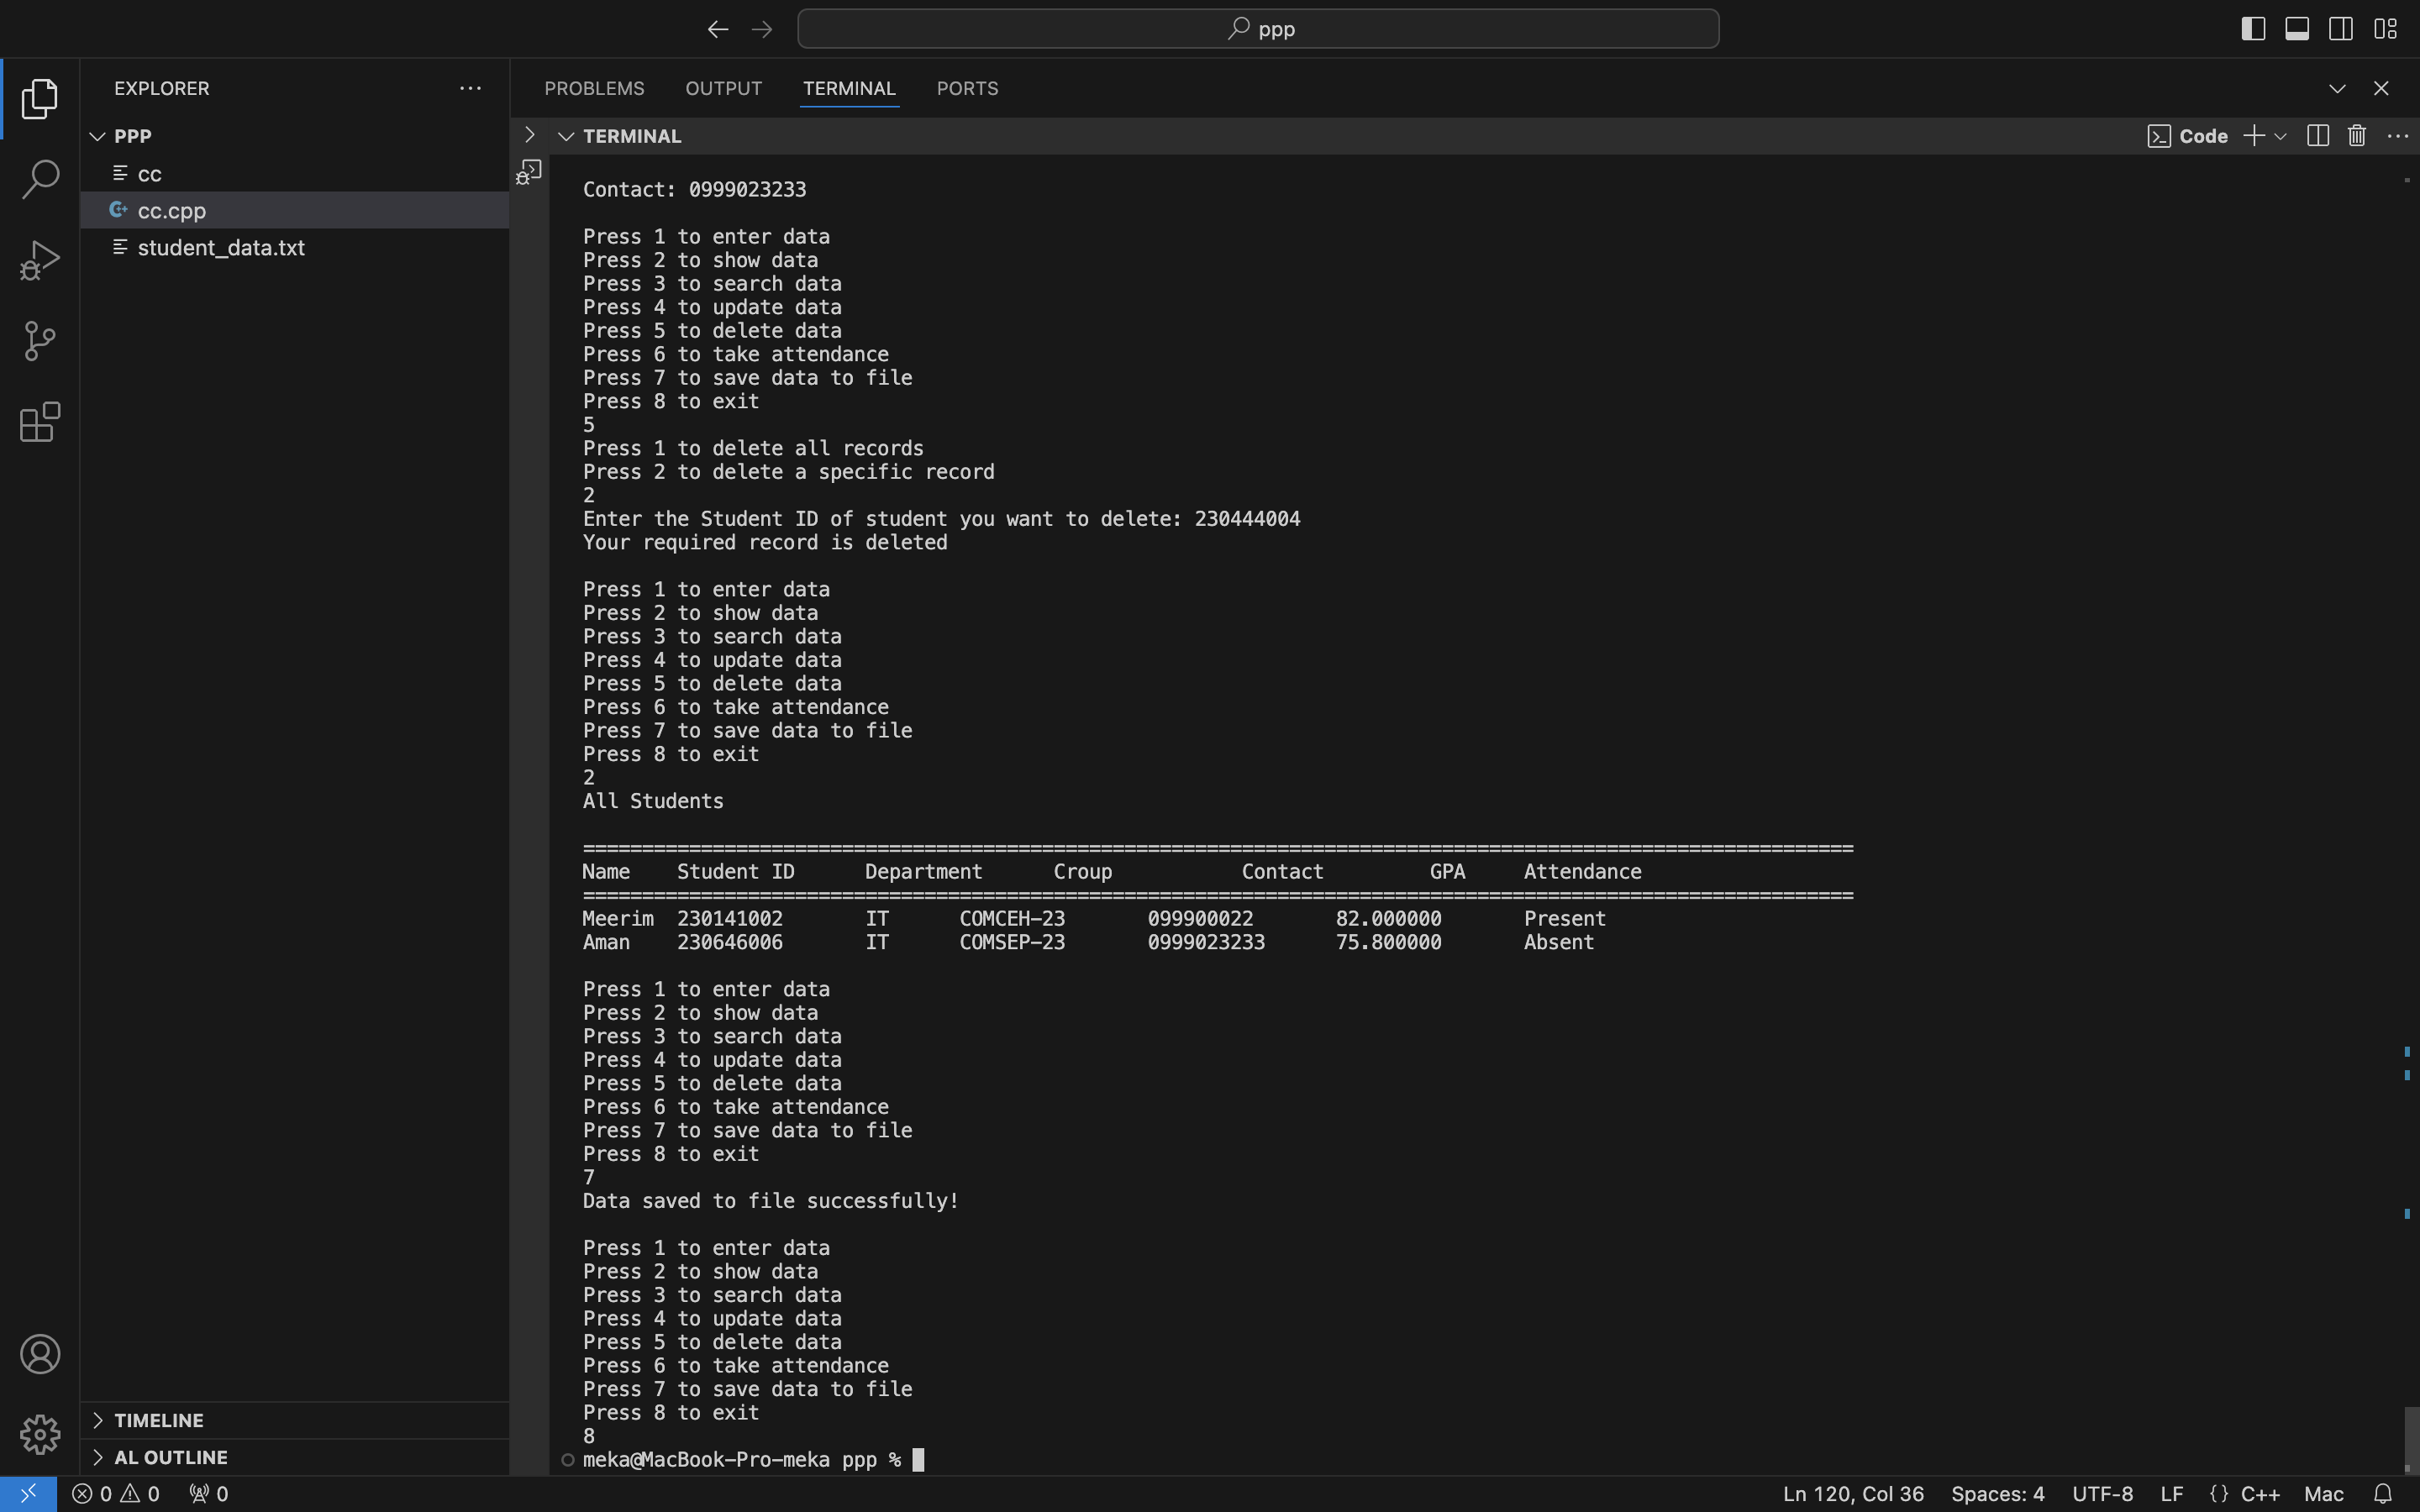 ppp
EXPLORER
PPP
cc
cc.cpp
student_data.txt
TIMELINE
AL OUTLINE
PROBLEMS OUTPUT TERMINAL PORTS
TERMINAL
Code
Contact: 0999023233
Press 1 to enter data
Press 2 to show data
Press 3 to search data
Press 4 to update data
Press 5 to delete data
Press 6 to take attendance
Press 7 to save data to file
Press 8 to exit
5
Press 1 to delete all records
Press 2 to delete a specific record
2
Enter the Student ID of student you want to delete: 230444004
Your required record is deleted
Press 1 to enter data
Press 2 to show data
Press 3 to search data
Press 4 to update data
Press 5 to delete data
Press 6 to take attendance
Press 7 to save data to file
Press 8 to exit
2
All Students
============================================================================================================
Name Student ID Department Croup Contact GPA Attendance
============================================================================================================
Meerim 230141002 IT COMCEH-23 099900022 82.000000 Present
Aman 230646006 IT COMSEP-23 0999023233 75.800000 Absent
Press 1 to enter data
Press 2 to show data
Press 3 to search data
Press 4 to update data
Press 5 to delete data
Press 6 to take attendance
Press 7 to save data to file
Press 8 to exit
7
Data saved to file successfully!
Press 1 to enter data
Press 2 to show data
Press 3 to search data
Press 4 to update data
Press 5 to delete data
Press 6 to take attendance
Press 7 to save data to file
Press 8 to exit
8
meka@MacBook-Pro-meka ppp %
0 0 0 Ln 120, Col 36 Spaces: 4 UTF-8 LF {} C++ Mac